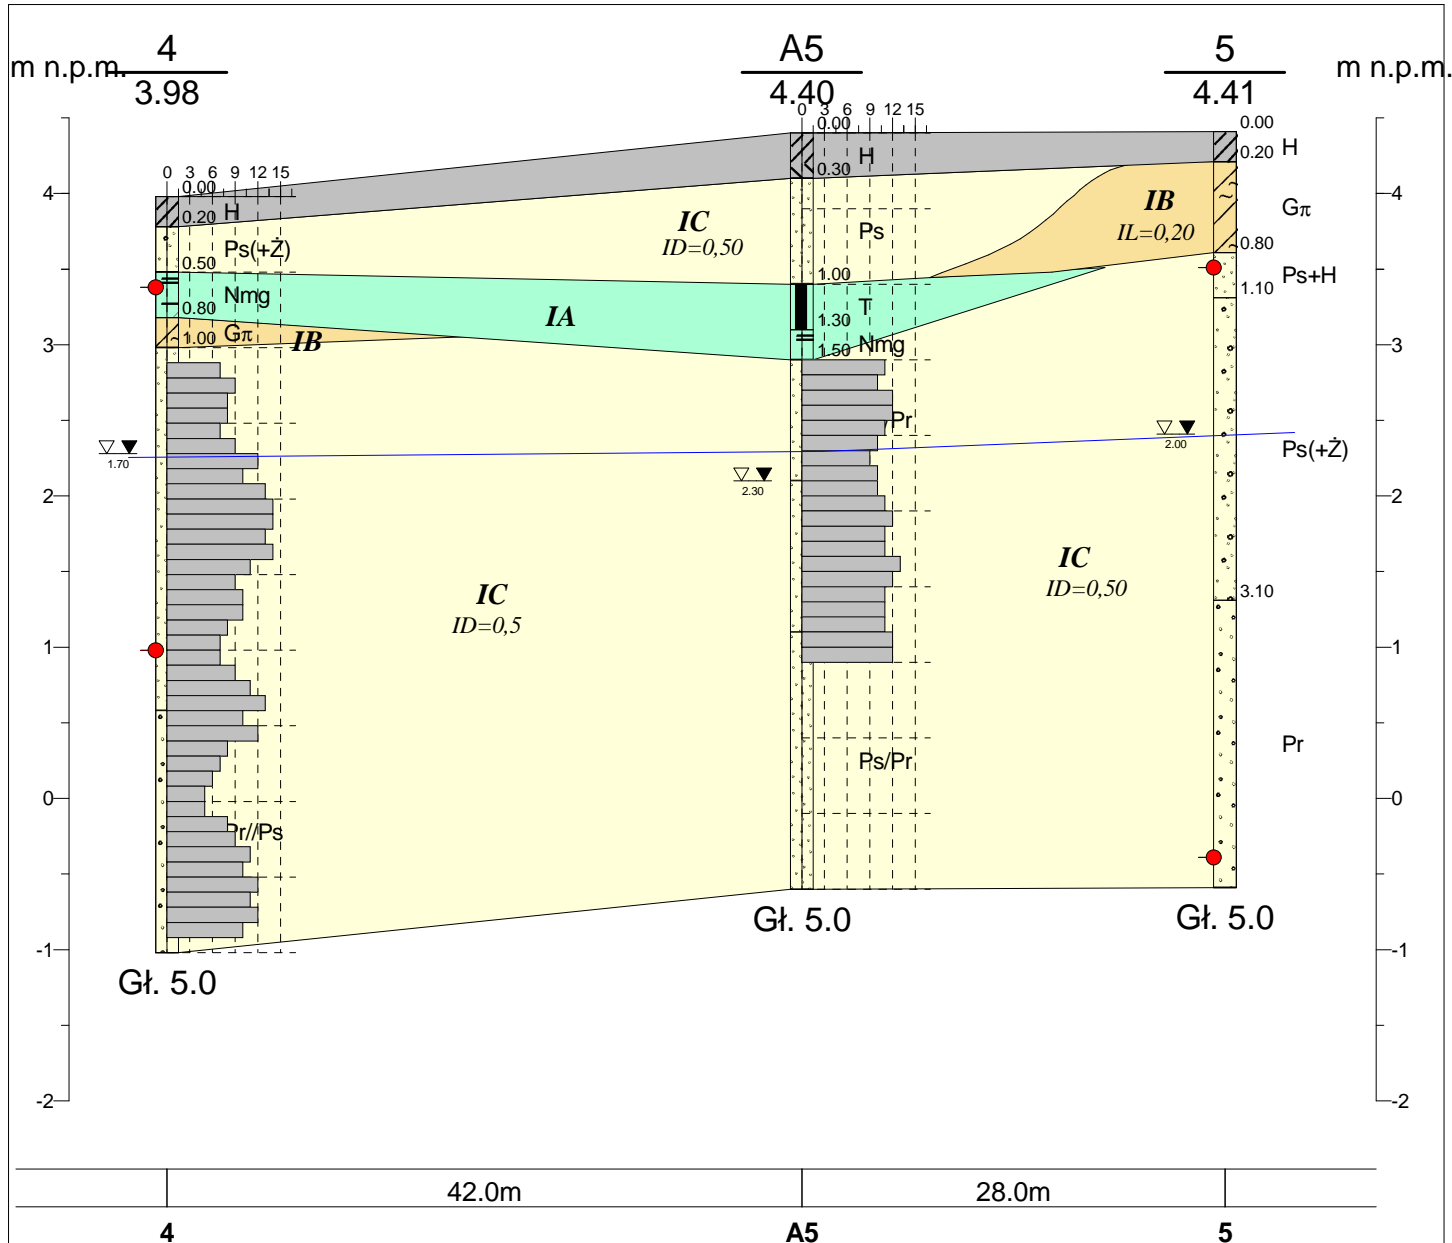 4
A5
5
m n.p.m.
m n.p.m.
3.98
4.40
4.41
0 3 6 9 12 15
0.00
0.00
H
0.20
H
0.30
0 3 6 9 12 15
0.00
4
4
H
0.20
IB
Gπ
IC
Ps
IL=0,20
Ps(+Ż)
ID=0,50
0.80
0.50
1.00
Ps+H
Nmg
1.10
T
0.80
IA
1.30
Gπ
1.00
IB
1.50
Nmg
3
3
/Pr
1.70
2.00
Ps(+Ż)
2.30
2
2
IC
ID=0,5
IC
ID=0,50
3.10
1
1
Pr
Ps/Pr
0
0
Pr//Ps
Gł. 5.0
Gł. 5.0
-1
-1
Gł. 5.0
-2
-2
42.0m
28.0m
4
A5
5